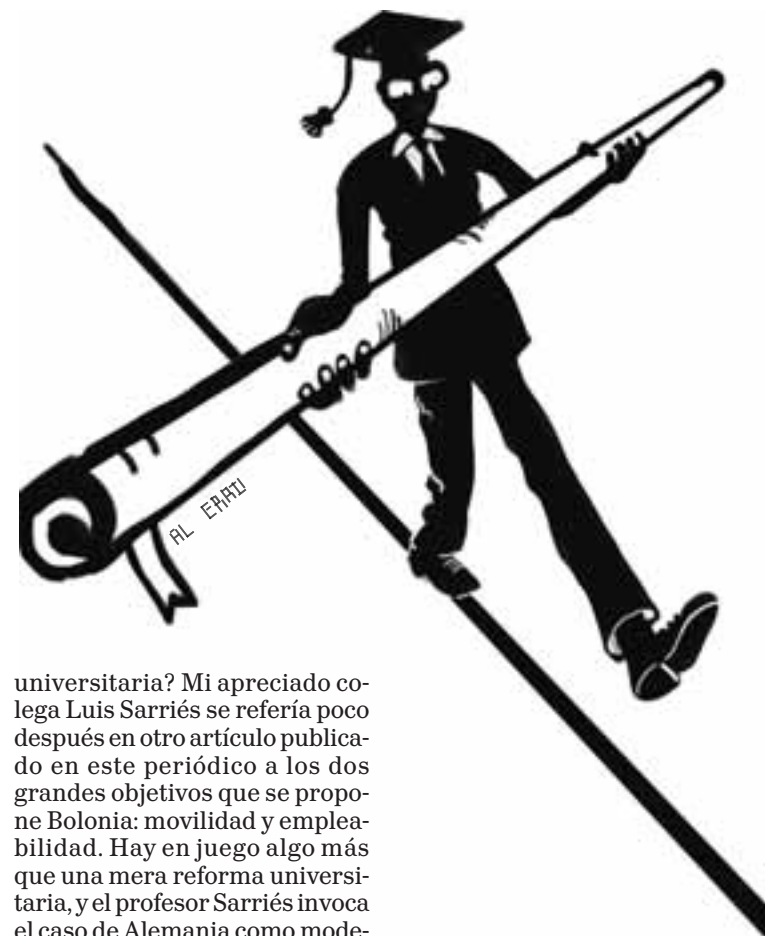 AL ERRO
universitaria? Mi apreciado co-
lega Luis Sarriés se refería poco
después en otro artículo publica-
do en este periódico a los dos
grandes objetivos que se propo-
ne Bolonia: movilidad y emplea-
bilidad. Hay en juego algo más
que una mera reforma universi-
taria, y el profesor Sarriés invoca
el caso de Alemania como mode-